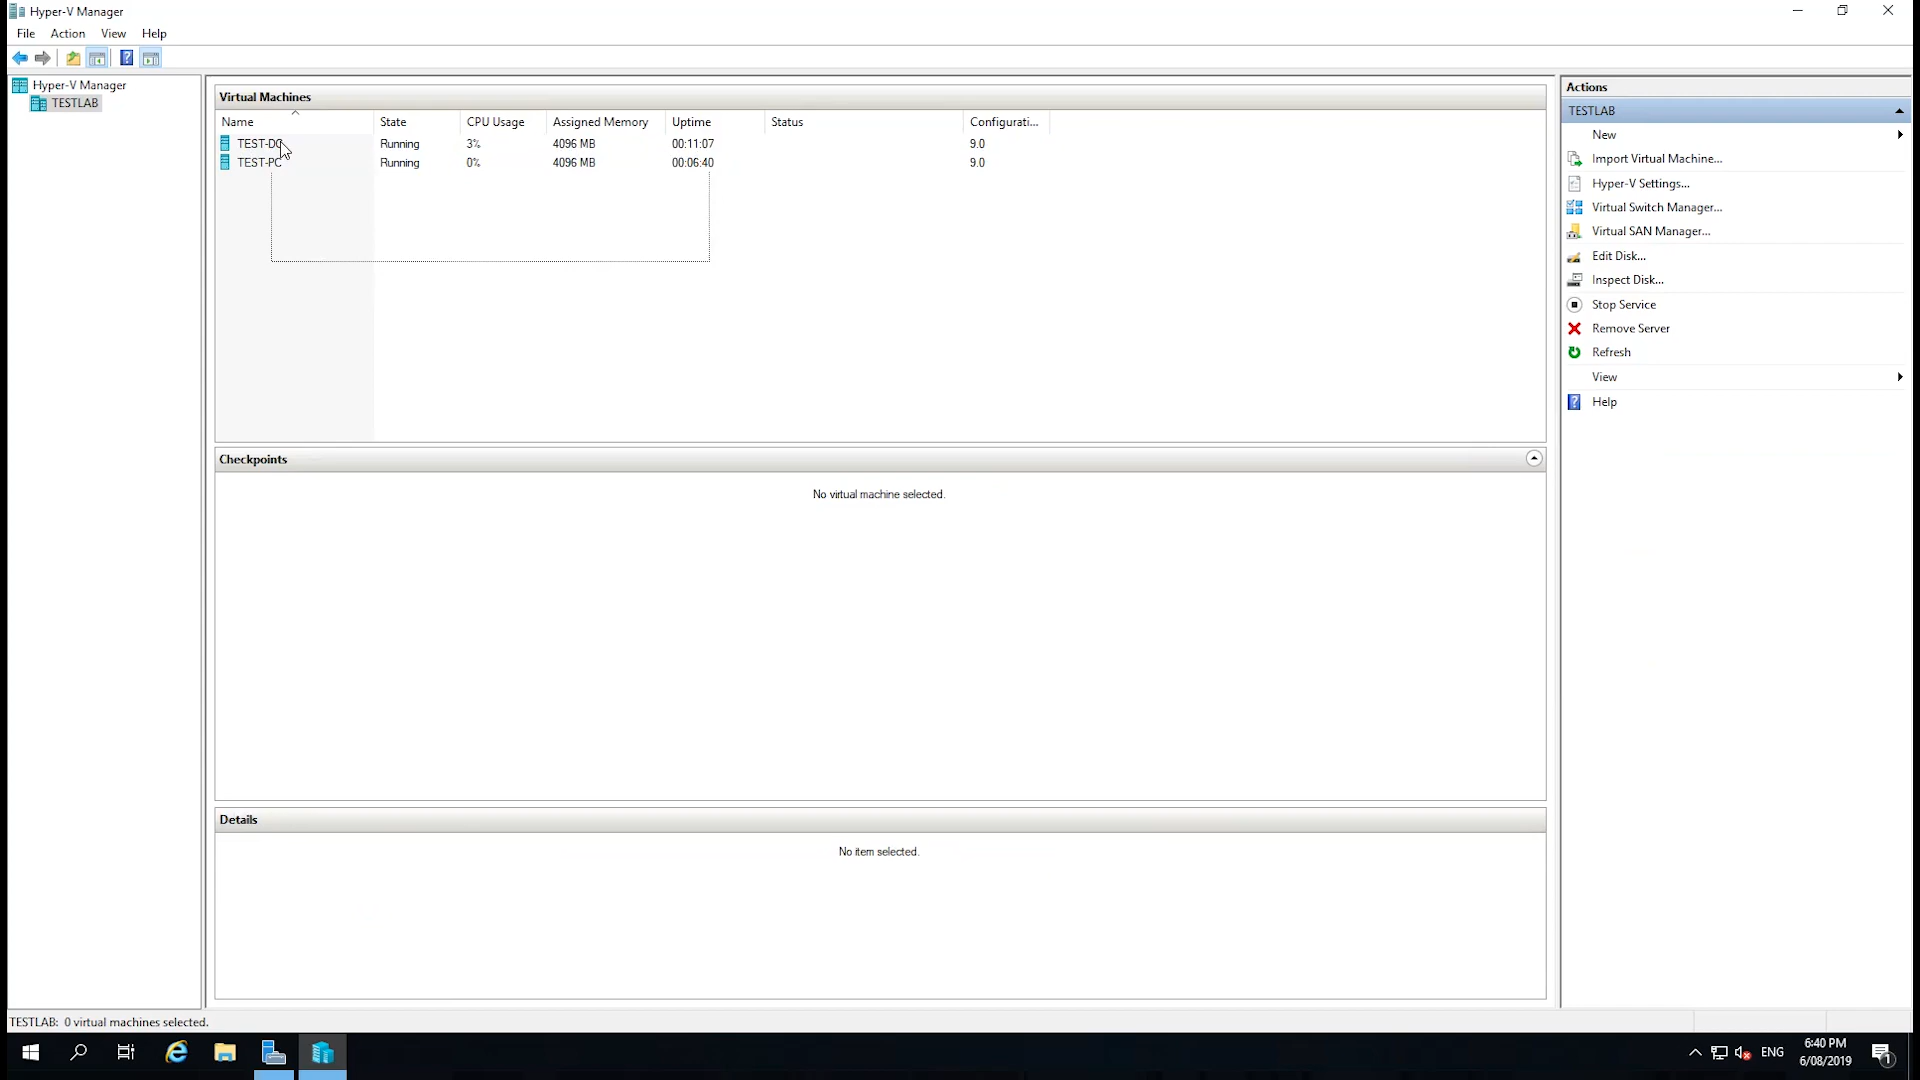 Hyper-V Manager
File Action View Help
Hyper-V Manager
TESTLAB
Virtual Machines
Name State CPU Usage Assigned Memory Uptime Status Configurati...
TEST-DC Running 3% 4096 MB 00:11:07 9.0
TEST-PC Running 0% 4096 MB 00:06:40 9.0
Checkpoints
No virtual machine selected.
Details
No item selected.
Actions
TESTLAB
New
Import Virtual Machine...
Hyper-V Settings...
Virtual Switch Manager...
Virtual SAN Manager...
Edit Disk...
Inspect Disk...
Stop Service
Remove Server
Refresh
View
Help
TESTLAB: 0 virtual machines selected.
ENG
6:40 PM
6/08/2019
1